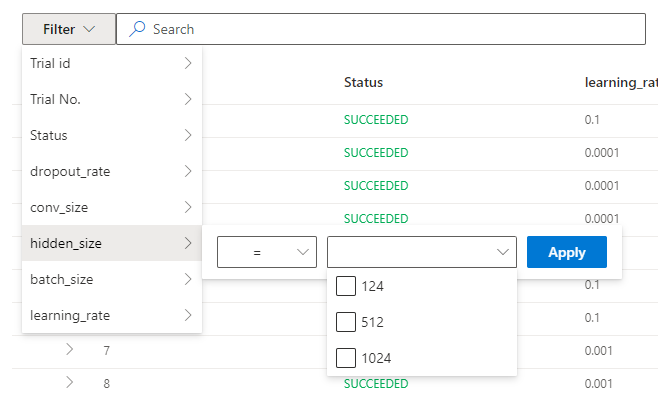 Filter Search
Trial id
Trial No.
Status
dropout_rate
conv_size
hidden_size
batch_size
learning_rate
Status learning_rat
SUCCEEDED 0.1
SUCCEEDED 0.0001
SUCCEEDED 0.0001
SUCCEEDED 0.0001
= Apply
124
512
1024
0.1
0.1
7 0.001
8 SUCCEEDED 0.001